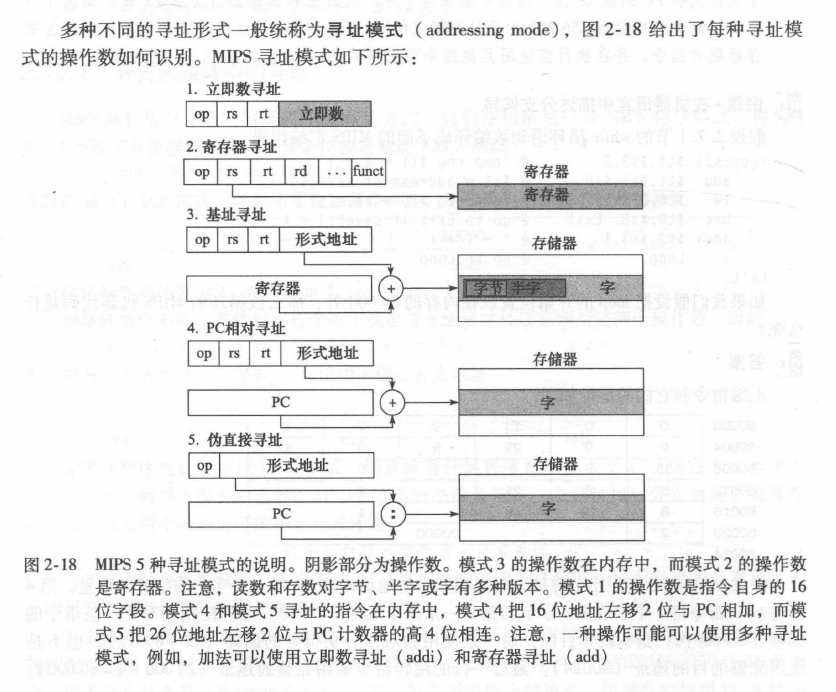 多种不同的寻址形式一般统称为寻址模式（addressing mode），图 2-18 给出了每种寻址模
式的操作数如何识别。MIPS 寻址模式如下所示：
1. 立即数寻址
op rs rt 立即数
2. 寄存器寻址
op rs rt rd ... funct
寄存器
寄存器
3. 基址寻址
op rs rt 形式地址
存储器
寄存器 + 字节 半字 字
4. PC相对寻址
op rs rt 形式地址
存储器
PC + 字
5. 伪直接寻址
op 形式地址
存储器
PC : 字
图 2-18 MIPS 5 种寻址模式的说明。阴影部分为操作数。模式 3 的操作数在内存中，而模式 2 的操作数
是寄存器。注意，读数和存数对字节、半字或字有多种版本。模式 1 的操作数是指令自身的 16
位字段。模式 4 和模式 5 寻址的指令在内存中，模式 4 把 16 位地址左移 2 位与 PC 相加，而模
式 5 把 26 位地址左移 2 位与 PC 计数器的高 4 位相连。注意，一种操作可能可以使用多种寻址
模式，例如，加法可以使用立即数寻址（addi）和寄存器寻址（add）